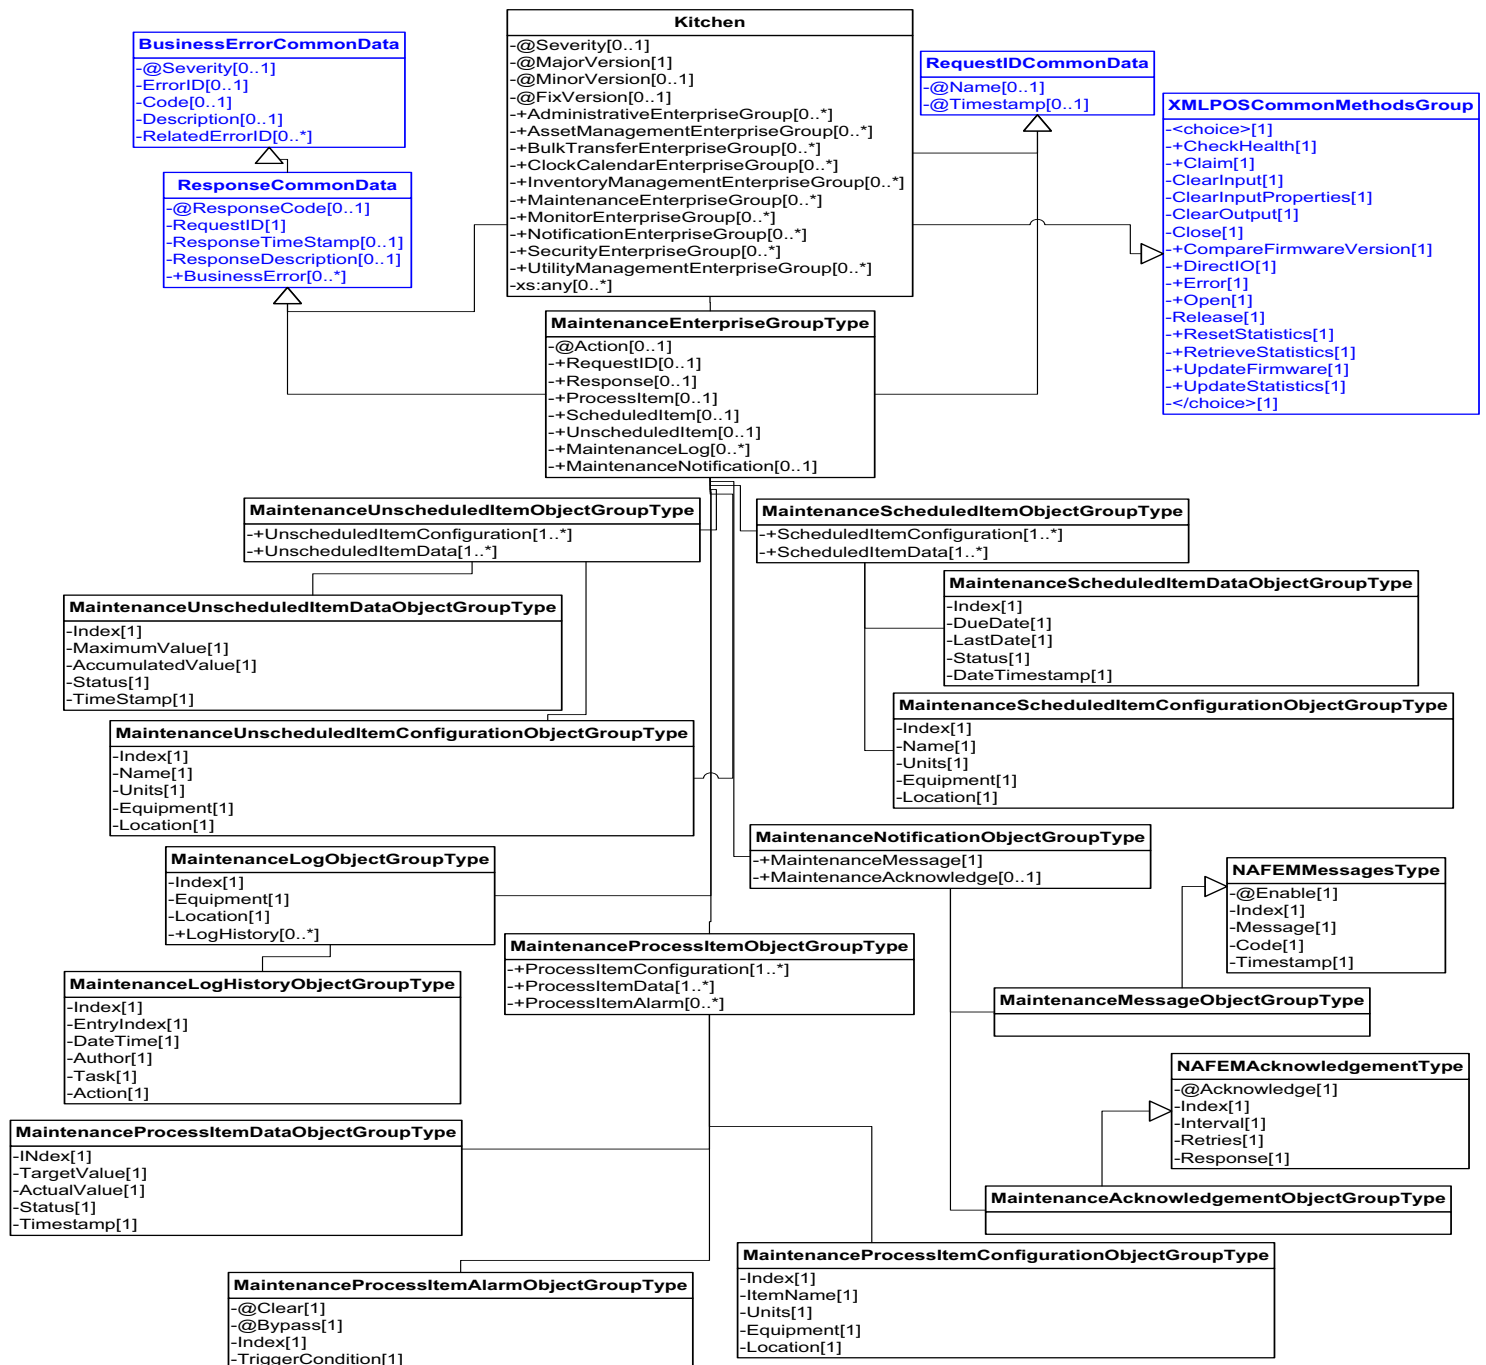 Kitchen
-@Severity[0..1]
-@MajorVersion[1]
-@MinorVersion[0..1]
-@FixVersion[0..1]
-+AdministrativeEnterpriseGroup[0..*]
-+AssetManagementEnterpriseGroup[0..*]
-+BulkTransferEnterpriseGroup[0..*]
-+ClockCalendarEnterpriseGroup[0..*]
-+InventoryManagementEnterpriseGroup[0..*]
-+MaintenanceEnterpriseGroup[0..*]
-+MonitorEnterpriseGroup[0..*]
-+NotificationEnterpriseGroup[0..*]
-+SecurityEnterpriseGroup[0..*]
-+UtilityManagementEnterpriseGroup[0..*]
-xs:any[0..*]
BusinessErrorCommonData
-@Severity[0..1]
-ErrorID[0..1]
-Code[0..1]
-Description[0..1]
-RelatedErrorID[0..*]
ResponseCommonData
-@ResponseCode[0..1]
-RequestID[1]
-ResponseTimeStamp[0..1]
-ResponseDescription[0..1]
-+BusinessError[0..*]
RequestIDCommonData
-@Name[0..1]
-@Timestamp[0..1]
XMLPOSCommonMethodsGroup
-<choice>[1]
-+CheckHealth[1]
-+Claim[1]
-ClearInput[1]
-ClearInputProperties[1]
-ClearOutput[1]
-Close[1]
-+CompareFirmwareVersion[1]
-+DirectIO[1]
-+Error[1]
-+Open[1]
-Release[1]
-+ResetStatistics[1]
-+RetrieveStatistics[1]
-+UpdateFirmware[1]
-+UpdateStatistics[1]
-</choice>[1]
MaintenanceEnterpriseGroupType
-@Action[0..1]
-+RequestID[0..1]
-+Response[0..1]
-+ProcessItem[0..1]
-+ScheduledItem[0..1]
-+UnscheduledItem[0..1]
-+MaintenanceLog[0..*]
-+MaintenanceNotification[0..1]
MaintenanceUnscheduledItemObjectGroupType
-+UnscheduledItemConfiguration[1..*]
-+UnscheduledItemData[1..*]
MaintenanceScheduledItemObjectGroupType
-+ScheduledItemConfiguration[1..*]
-+ScheduledItemData[1..*]
MaintenanceUnscheduledItemDataObjectGroupType
-Index[1]
-MaximumValue[1]
-AccumulatedValue[1]
-Status[1]
-TimeStamp[1]
MaintenanceScheduledItemDataObjectGroupType
-Index[1]
-DueDate[1]
-LastDate[1]
-Status[1]
-DateTimestamp[1]
MaintenanceUnscheduledItemConfigurationObjectGroupType
-Index[1]
-Name[1]
-Units[1]
-Equipment[1]
-Location[1]
MaintenanceScheduledItemConfigurationObjectGroupType
-Index[1]
-Name[1]
-Units[1]
-Equipment[1]
-Location[1]
MaintenanceLogObjectGroupType
-Index[1]
-Equipment[1]
-Location[1]
-+LogHistory[0..*]
MaintenanceNotificationObjectGroupType
-+MaintenanceMessage[1]
-+MaintenanceAcknowledge[0..1]
NAFEMMessagesType
-@Enable[1]
-Index[1]
-Message[1]
-Code[1]
-Timestamp[1]
MaintenanceProcessItemObjectGroupType
-+ProcessItemConfiguration[1..*]
-+ProcessItemData[1..*]
-+ProcessItemAlarm[0..*]
MaintenanceLogHistoryObjectGroupType
-Index[1]
-EntryIndex[1]
-DateTime[1]
-Author[1]
-Task[1]
-Action[1]
MaintenanceMessageObjectGroupType
NAFEMAcknowledgementType
-@Acknowledge[1]
-Index[1]
-Interval[1]
-Retries[1]
-Response[1]
MaintenanceProcessItemDataObjectGroupType
-INdex[1]
-TargetValue[1]
-ActualValue[1]
-Status[1]
-Timestamp[1]
MaintenanceAcknowledgementObjectGroupType
MaintenanceProcessItemConfigurationObjectGroupType
-Index[1]
-ItemName[1]
-Units[1]
-Equipment[1]
-Location[1]
MaintenanceProcessItemAlarmObjectGroupType
-@Clear[1]
-@Bypass[1]
-Index[1]
-TriggerCondition[1]